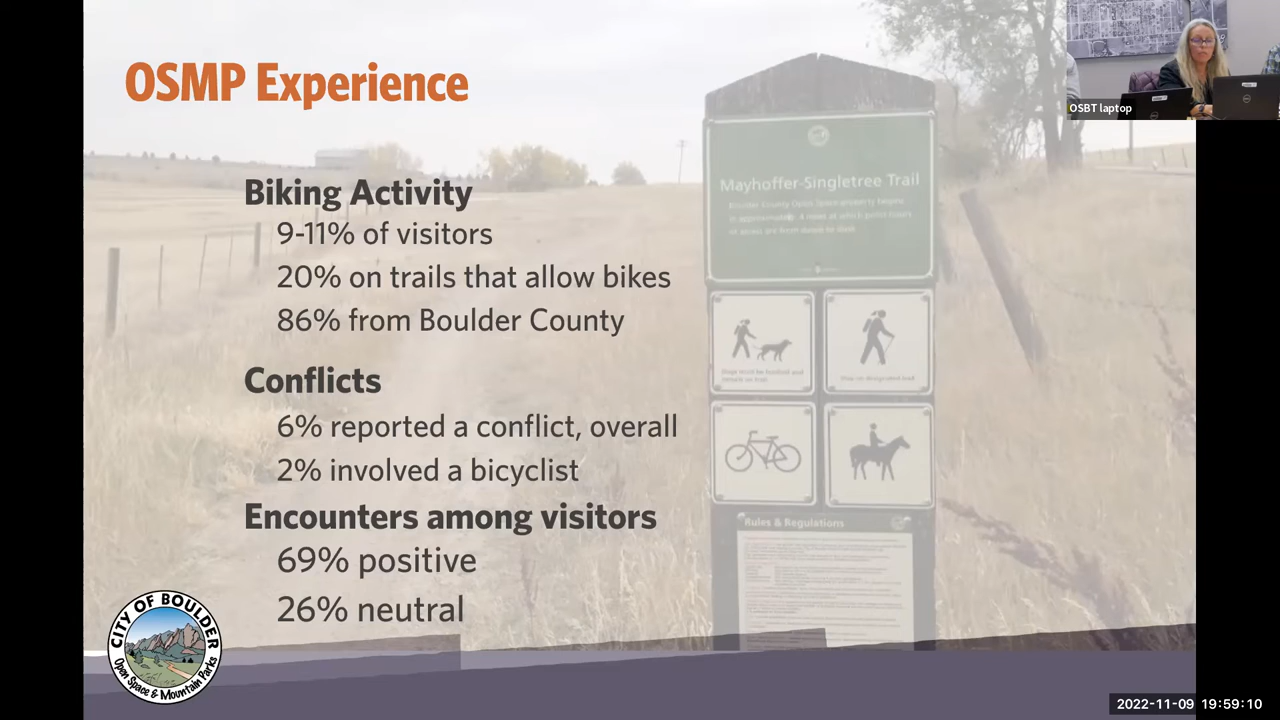 OSMP Experience
OSBT laptop
Biking Activity
9-11% of visitors
20% on trails that allow bikes
86% from Boulder County
Conflicts
6% reported a conflict, overall
2% involved a bicyclist
Encounters among visitors
69% positive
26% neutral
Mayhoffer-Singletree Trail
Rules & Regulations
CITY OF BOULDER
Open Space & Mountain Parks
2022-11-09 19:59:10